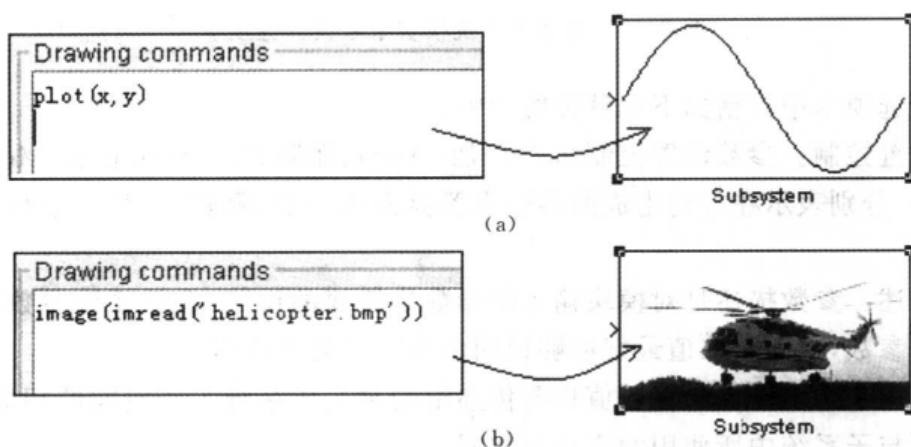 Drawing commands
plot(x,y)
Subsystem
(a)
Drawing commands
image(imread('helicopter.bmp'))
Subsystem
(b)